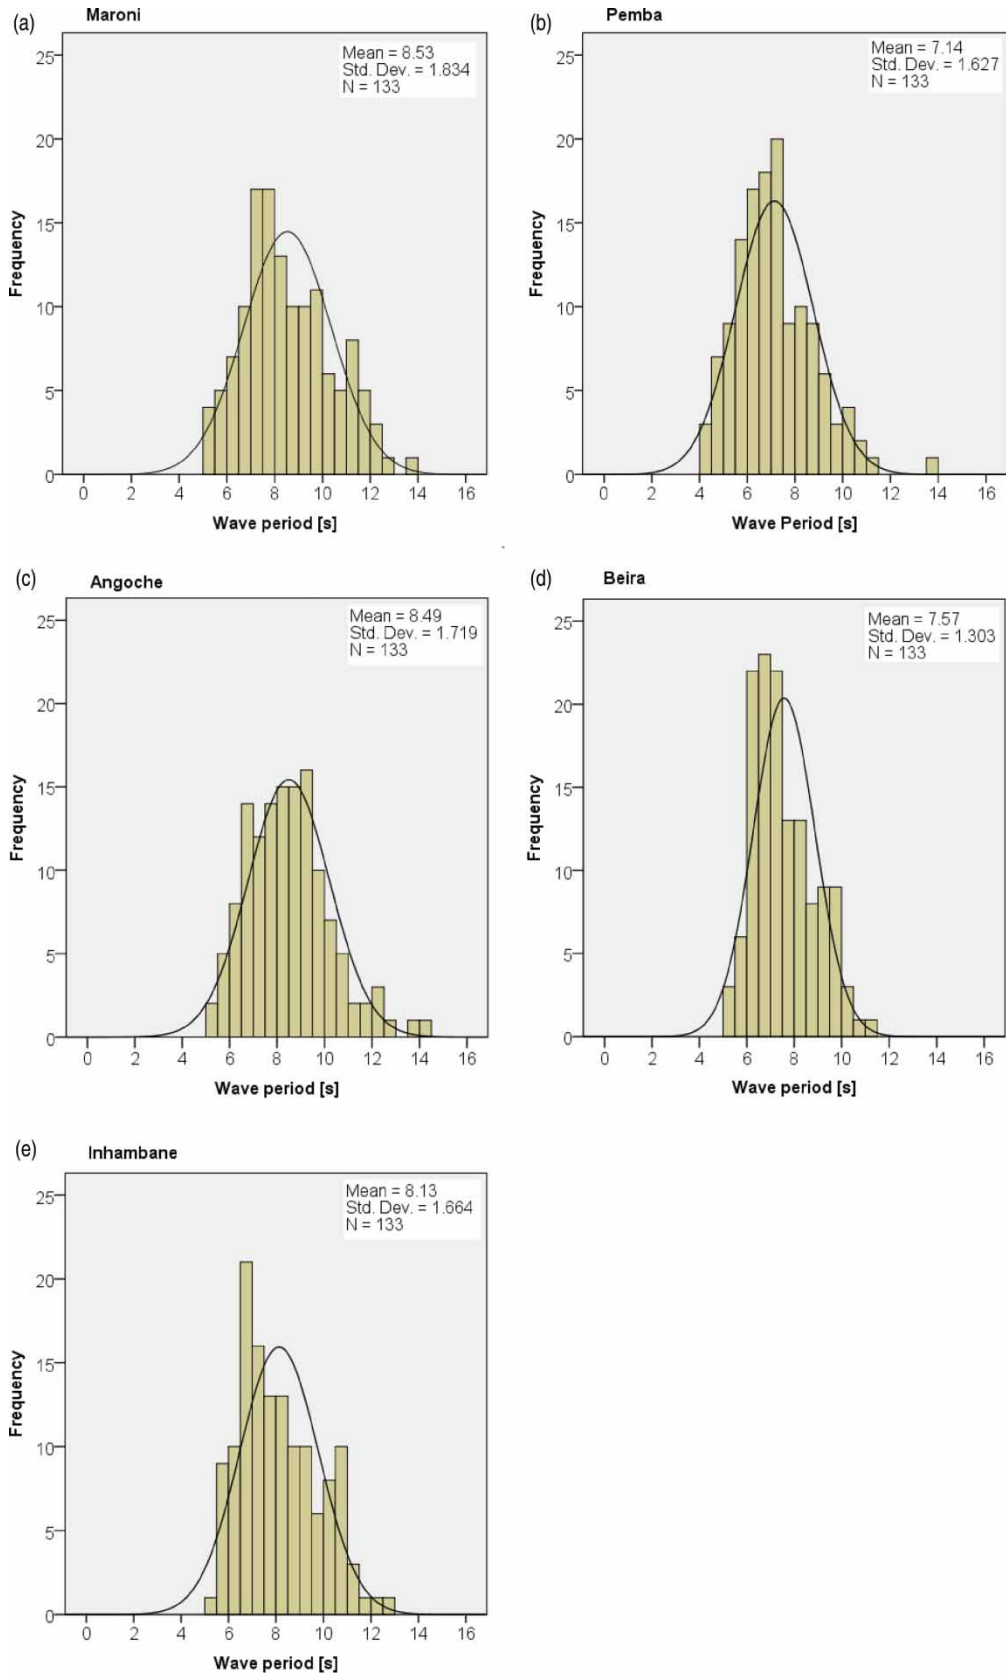 (a)
Maroni
Mean = 8.53
Std. Dev. = 1.834
N = 133
25
20
15
10
5
0
Frequency
0 2 4 6 8 10 12 14 16
Wave period [s]
(b)
Pemba
Mean = 7.14
Std. Dev. = 1.627
N = 133
25
20
15
10
5
0
Frequency
0 2 4 6 8 10 12 14 16
Wave Period [s]
(c)
Angoche
Mean = 8.49
Std. Dev. = 1.719
N = 133
25
20
15
10
5
0
Frequency
0 2 4 6 8 10 12 14 16
Wave period [s]
(d)
Beira
Mean = 7.57
Std. Dev. = 1.303
N = 133
25
20
15
10
5
0
Frequency
0 2 4 6 8 10 12 14 16
Wave period [s]
(e)
Inhambane
Mean = 8.13
Std. Dev. = 1.664
N = 133
25
20
15
10
5
0
Frequency
0 2 4 6 8 10 12 14 16
Wave period [s]